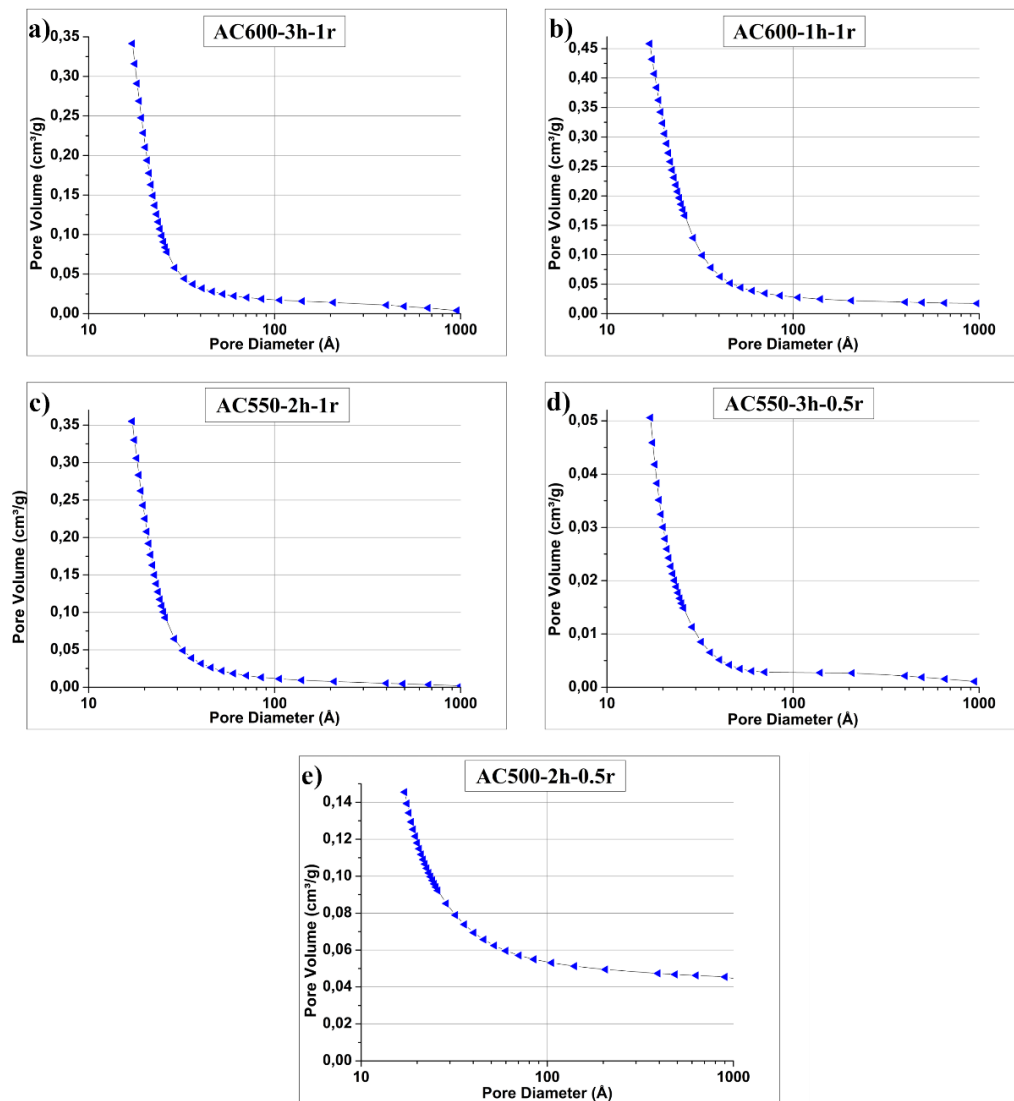 a)
AC600-3h-1r
0,35
0,30
0,25
0,20
0,15
0,10
0,05
0,00
Pore Volume (cm³/g)
10
100
1000
Pore Diameter (Å)
b)
AC600-1h-1r
0,45
0,40
0,35
0,30
0,25
0,20
0,15
0,10
0,05
0,00
Pore Volume (cm³/g)
10
100
1000
Pore Diameter (Å)
c)
AC550-2h-1r
0,35
0,30
0,25
0,20
0,15
0,10
0,05
0,00
Pore Volume (cm³/g)
10
100
1000
Pore Diameter (Å)
d)
AC550-3h-0.5r
0,05
0,04
0,03
0,02
0,01
0,00
Pore Volume (cm³/g)
10
100
1000
Pore Diameter (Å)
e)
AC500-2h-0.5r
0,14
0,12
0,10
0,08
0,06
0,04
0,02
0,00
Pore Volume (cm³/g)
10
100
1000
Pore Diameter (Å)